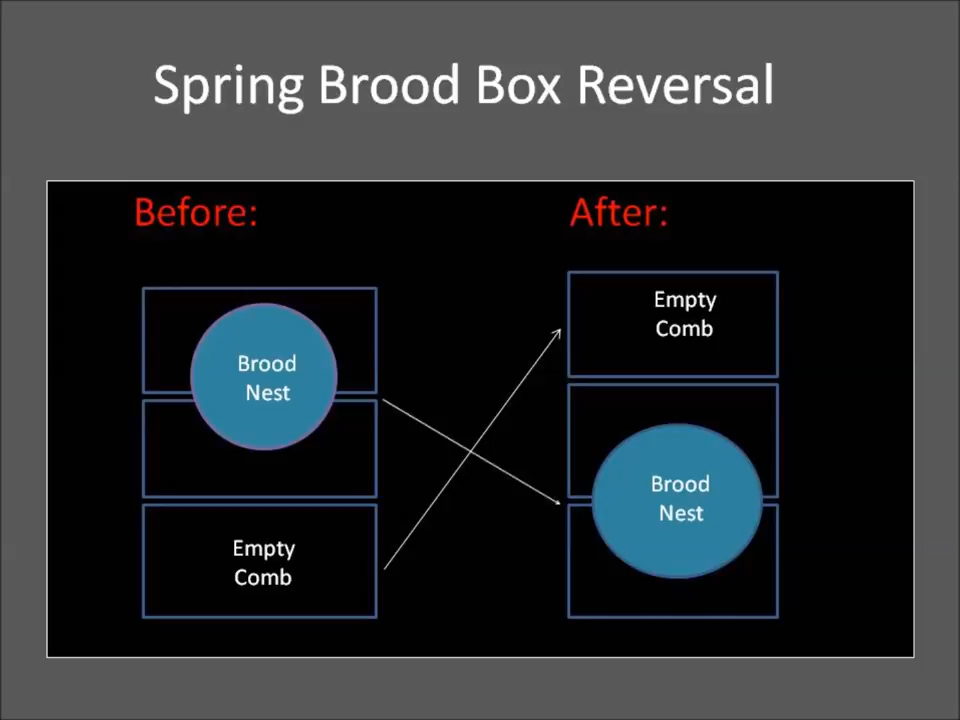 Spring Brood Box Reversal
Before:
After:
Brood
Nest
Empty
Comb
Empty
Comb
Brood
Nest